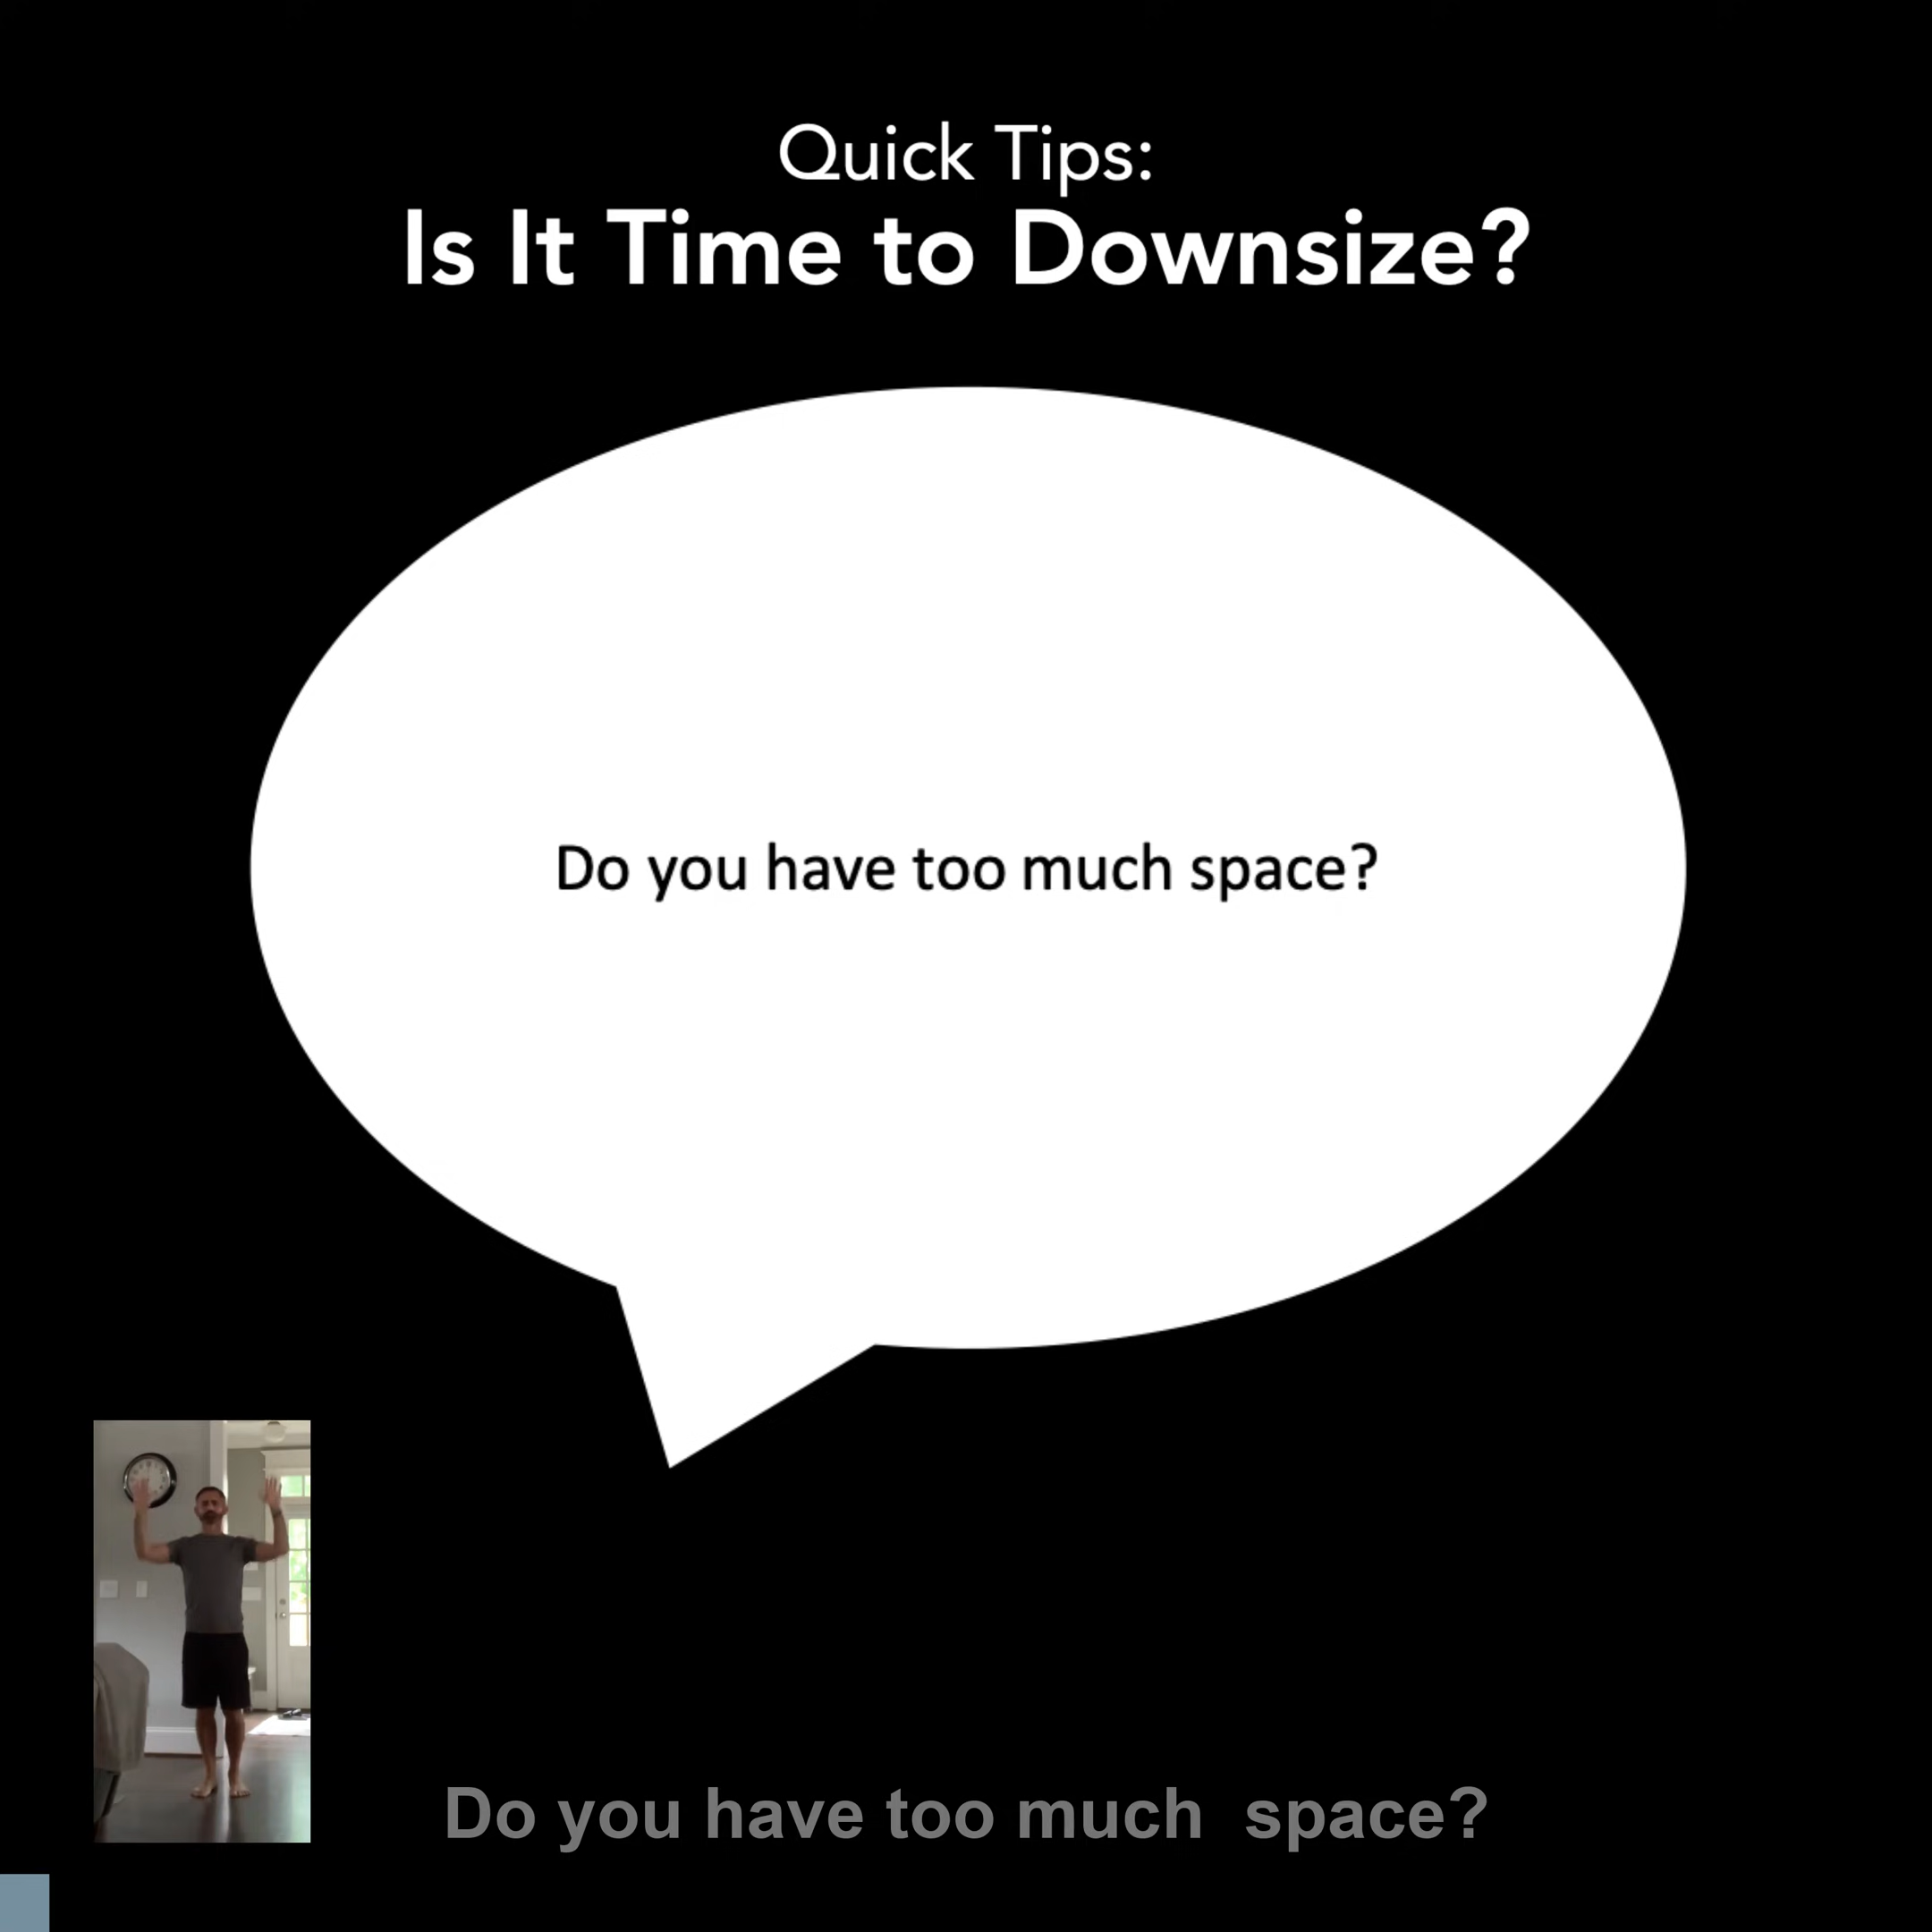 Quick Tips:
Is It Time to Downsize?
Do you have too much space?
Do you have too much  space?